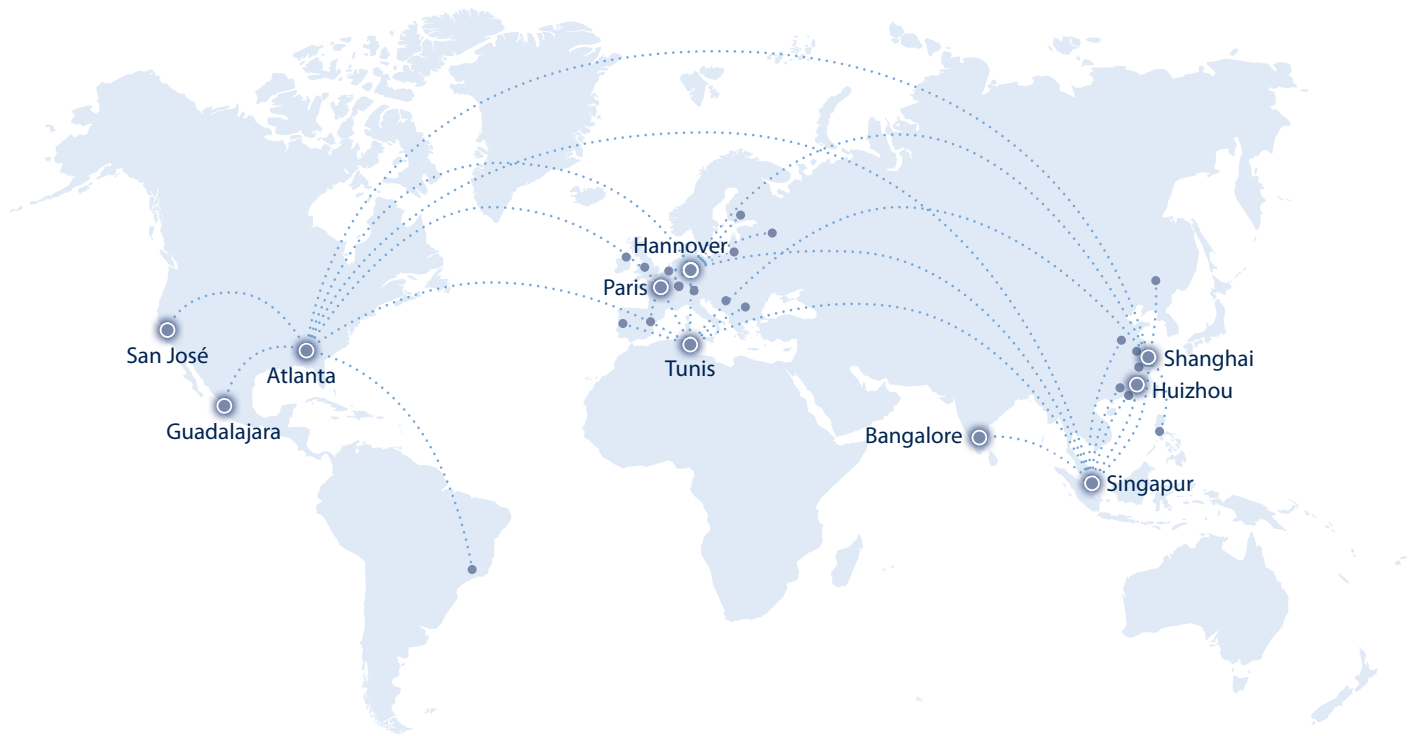 Hannover
Paris
San José
Atlanta
Tunis
Shanghai
Huizhou
Guadalajara
Bangalore
Singapur